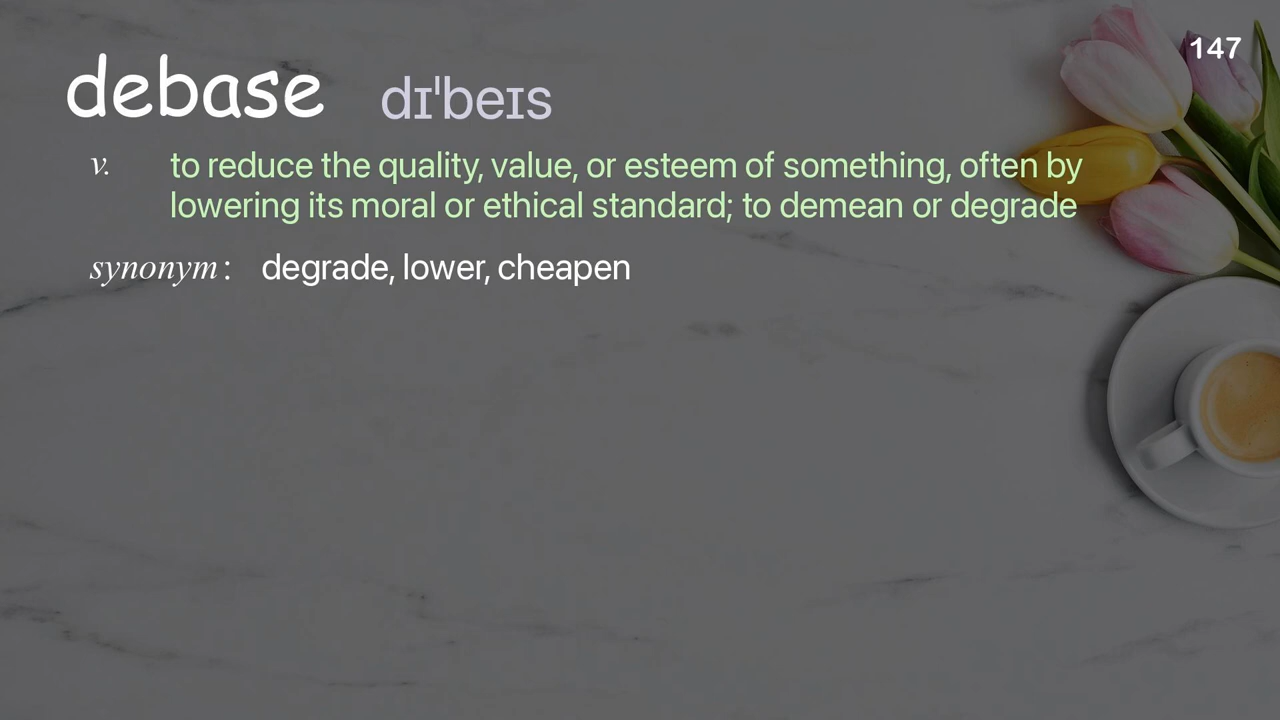 147
debase dɪˈbeɪs
v. to reduce the quality, value, or esteem of something, often by
lowering its moral or ethical standard; to demean or degrade
synonym: degrade, lower, cheapen